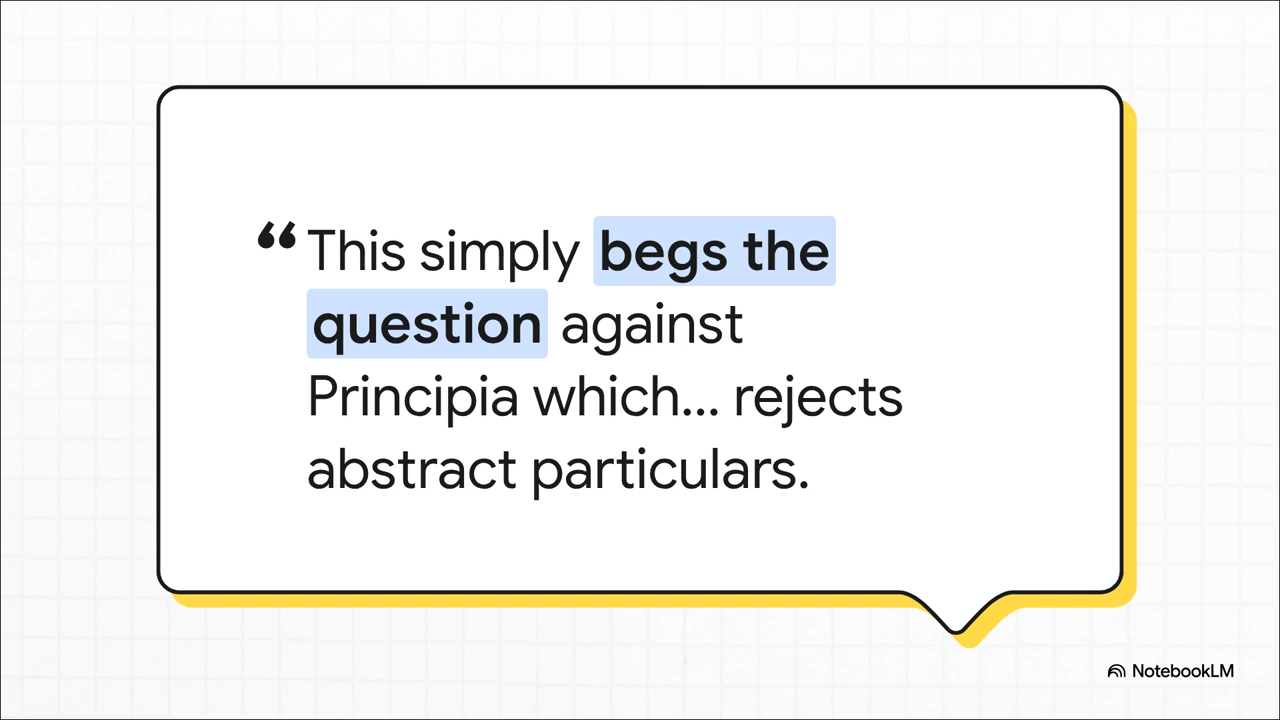 “This simply begs the
question against
Principia which... rejects
abstract particulars.
NotebookLM